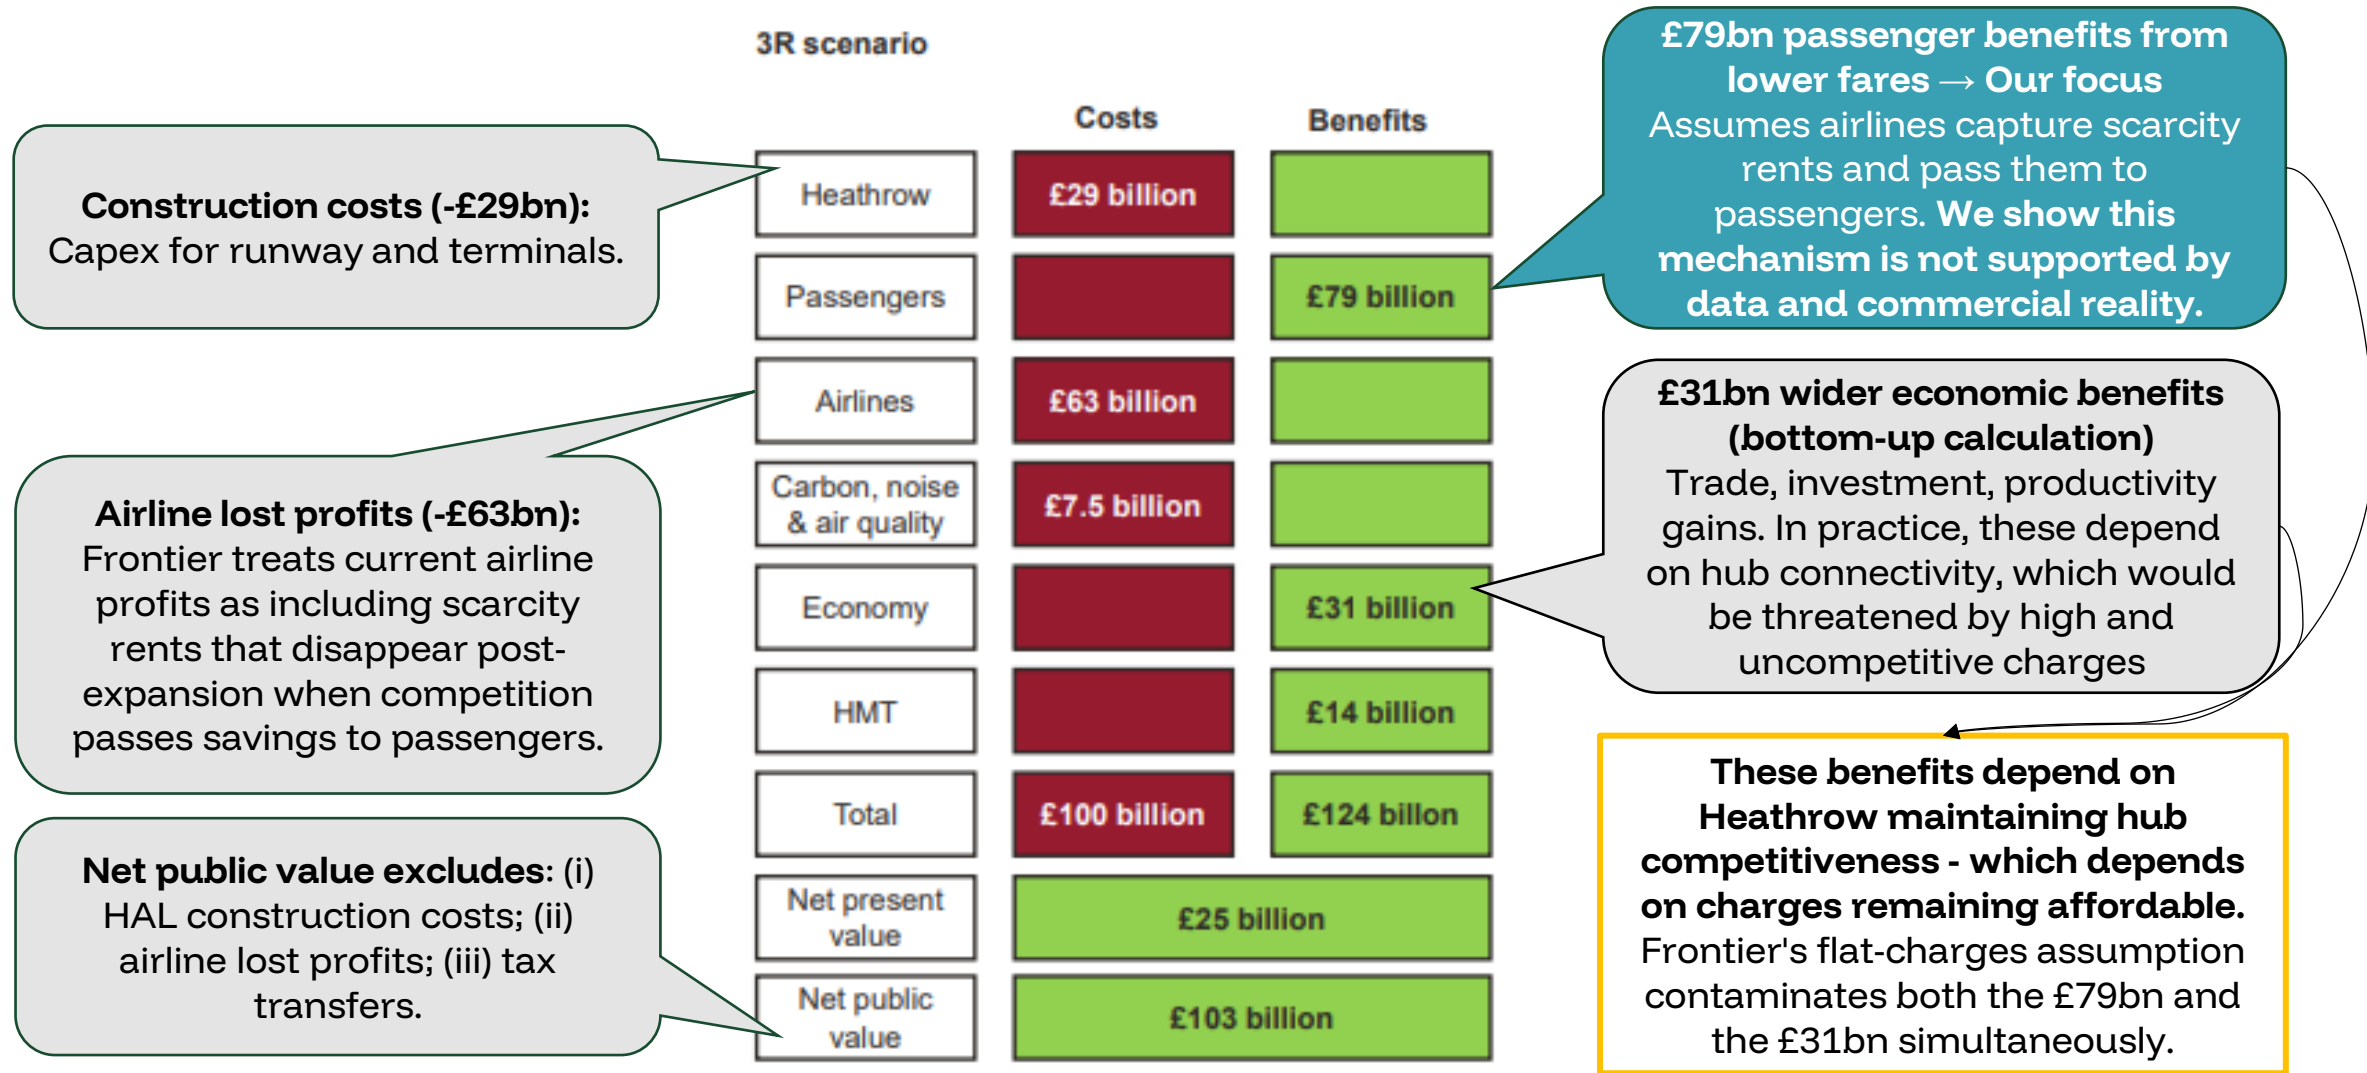 3R scenario
Costs
Benefits
Heathrow
£29 billion
Passengers
£79 billion
Airlines
£63 billion
Carbon, noise
& air quality
£7.5 billion
Economy
£31 billion
HMT
£14 billion
Total
£100 billion
£124 billon
Net present
value
£25 billion
Net public
value
£103 billion
Construction costs (-£29bn):
Capex for runway and terminals.
Airline lost profits (-£63bn):
Frontier treats current airline
profits as including scarcity
rents that disappear post-
expansion when competition
passes savings to passengers.
Net public value excludes: (i)
HAL construction costs; (ii)
airline lost profits; (iii) tax
transfers.
£79bn passenger benefits from
lower fares → Our focus
Assumes airlines capture scarcity
rents and pass them to
passengers. We show this
mechanism is not supported by
data and commercial reality.
£31bn wider economic benefits
(bottom-up calculation)
Trade, investment, productivity
gains. In practice, these depend
on hub connectivity, which would
be threatened by high and
uncompetitive charges
These benefits depend on
Heathrow maintaining hub
competitiveness - which depends
on charges remaining affordable.
Frontier's flat-charges assumption
contaminates both the £79bn and
the £31bn simultaneously.